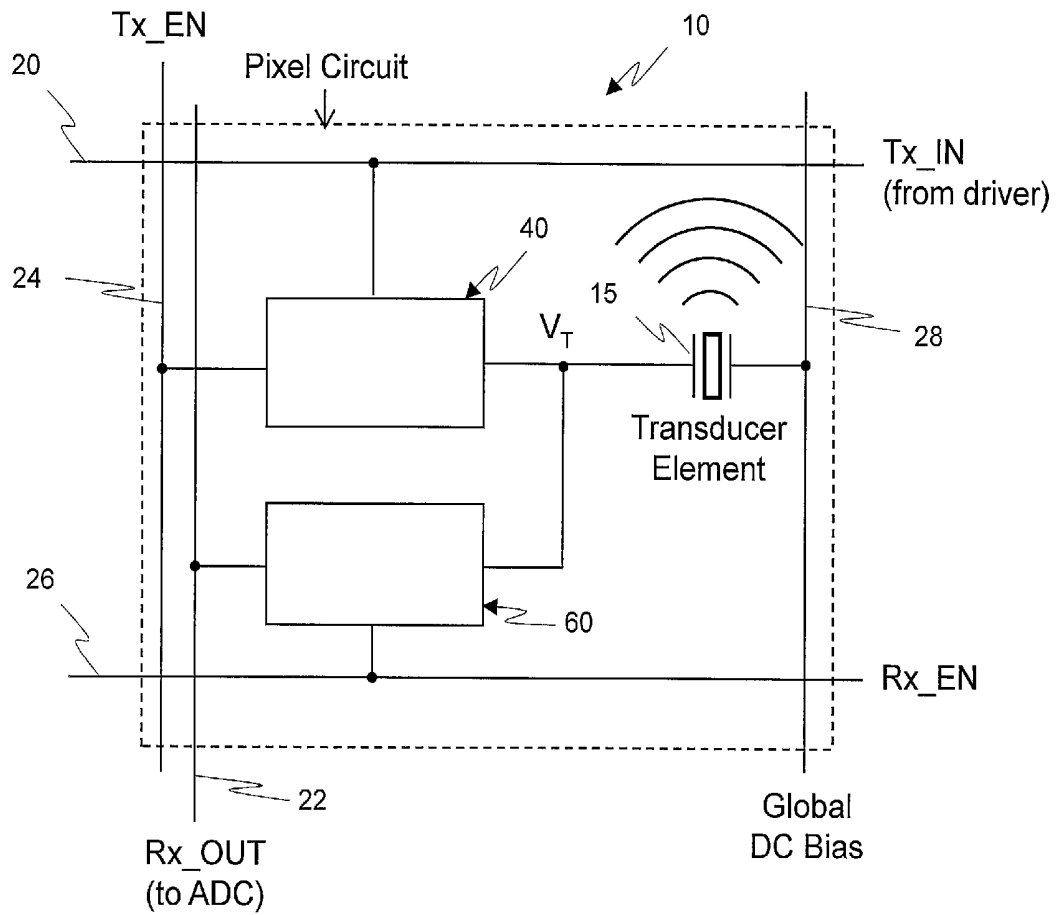 Tx_EN
10
20
Pixel Circuit
Tx_IN
(from driver)
40
24
15
V_T
28
Transducer
Element
26
60
Rx_EN
22
Global
DC Bias
Rx_OUT
(to ADC)